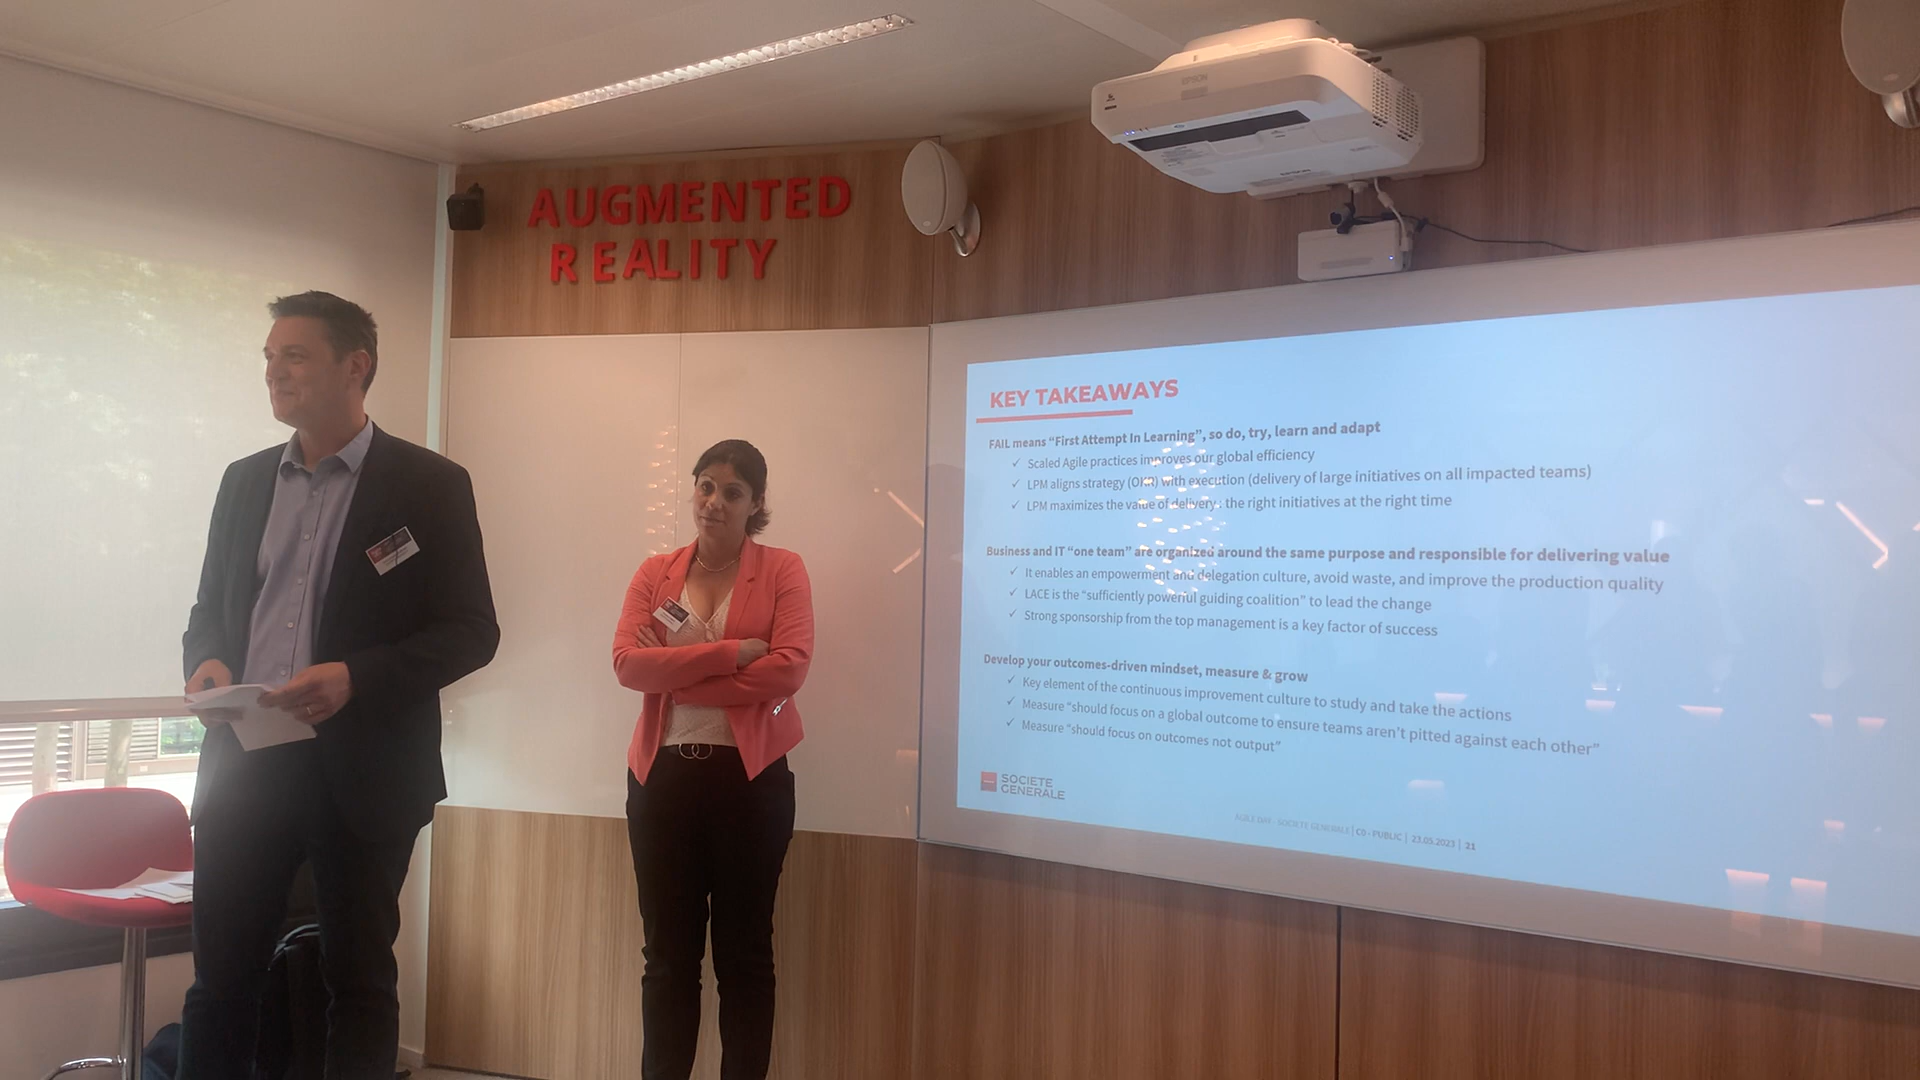 AUGMENTED
REALITY
EPSON
KEY TAKEAWAYS
FAIL means “First Attempt In Learning”, so do, try, learn and adapt
✓ Scaled Agile practices improves our global efficiency
✓ LPM aligns strategy (OKR) with execution (delivery of large initiatives on all impacted teams)
✓ LPM maximizes the value of delivery : the right initiatives at the right time
Business and IT “one team” are organized around the same purpose and responsible for delivering value
✓ It enables an empowerment and delegation culture, avoid waste, and improve the production quality
✓ LACE is the “sufficiently powerful guiding coalition” to lead the change
✓ Strong sponsorship from the top management is a key factor of success
Develop your outcomes-driven mindset, measure & grow
✓ Key element of the continuous improvement culture to study and take the actions
✓ Measure “should focus on a global outcome to ensure teams aren’t pitted against each other”
✓ Measure “should focus on outcomes not output”
SOCIETE
GENERALE
AGILE DAY - SOCIETE GENERALE | C0 - PUBLIC | 23.05.2023 | 21